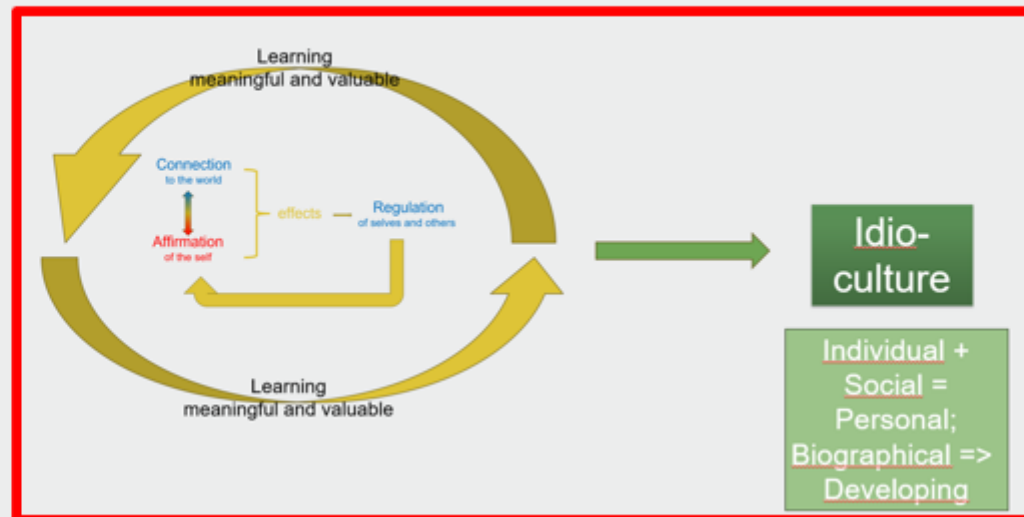 Learning
meaningful and valuable
Connection
to the world
effects
Regulation
of selves and others
Affirmation
of the self
Learning
meaningful and valuable
Idio-
culture
Individual +
Social =
Personal;
Biographical =>
Developing